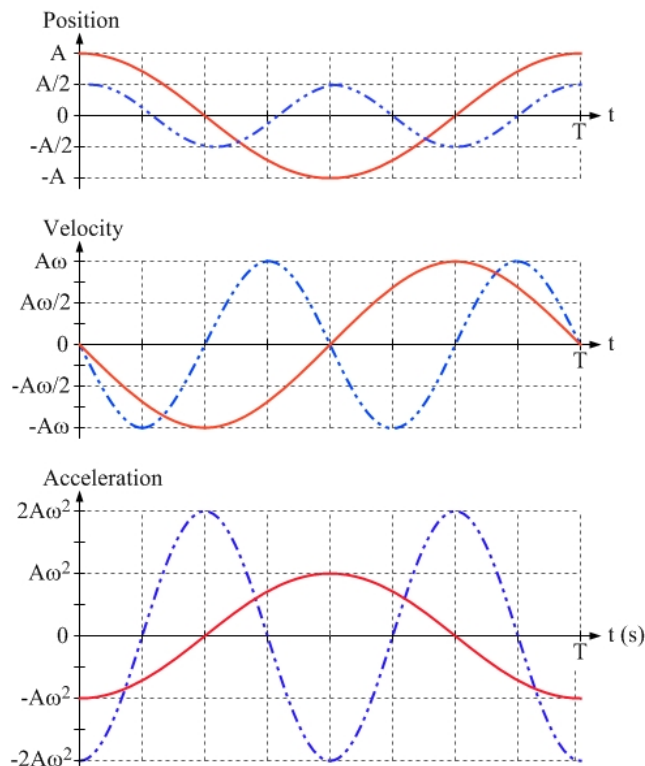 Position
A
A/2
0
-A/2
-A
t
T
Velocity
Aω
Aω/2
0
-Aω/2
-Aω
t
T
Acceleration
2Aω²
Aω²
0
-Aω²
-2Aω²
t (s)
T